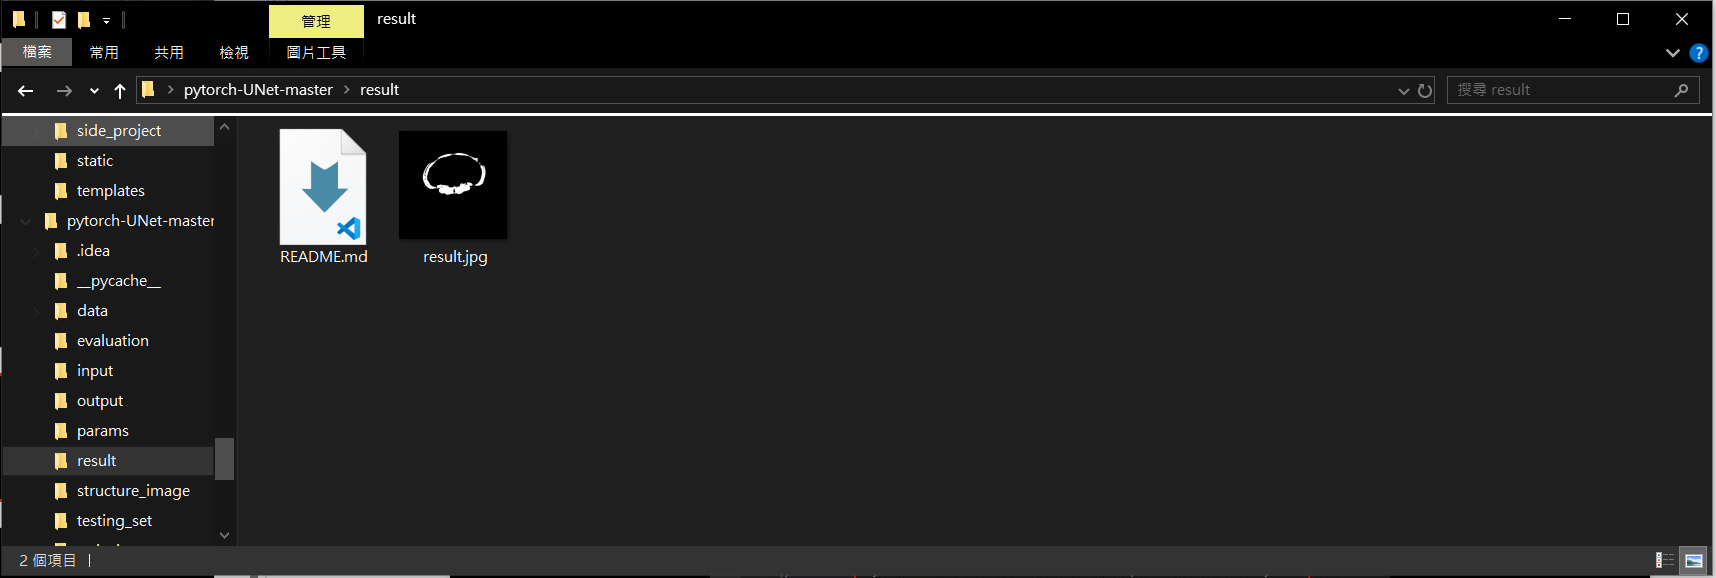 管理
result
檔案
常用
共用
檢視
圖片工具
pytorch-UNet-master
result
搜尋 result
side_project
static
templates
pytorch-UNet-master
.idea
__pycache__
data
evaluation
input
output
params
result
structure_image
testing_set
README.md
result.jpg
2 個項目